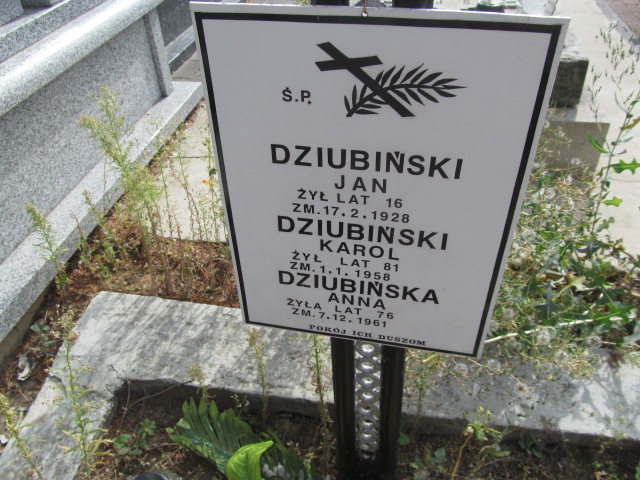 Ś.P.
DZIUBIŃSKI
JAN
ŻYŁ LAT 16
ZM. 17. 2. 1928
DZIUBIŃSKI
KAROL
ŻYŁ LAT 81
ZM. 1. 1. 1958
DZIUBIŃSKA
ANNA
ŻYŁA LAT 76
ZM. 7. 12. 1961
POKÓJ ICH DUSZOM